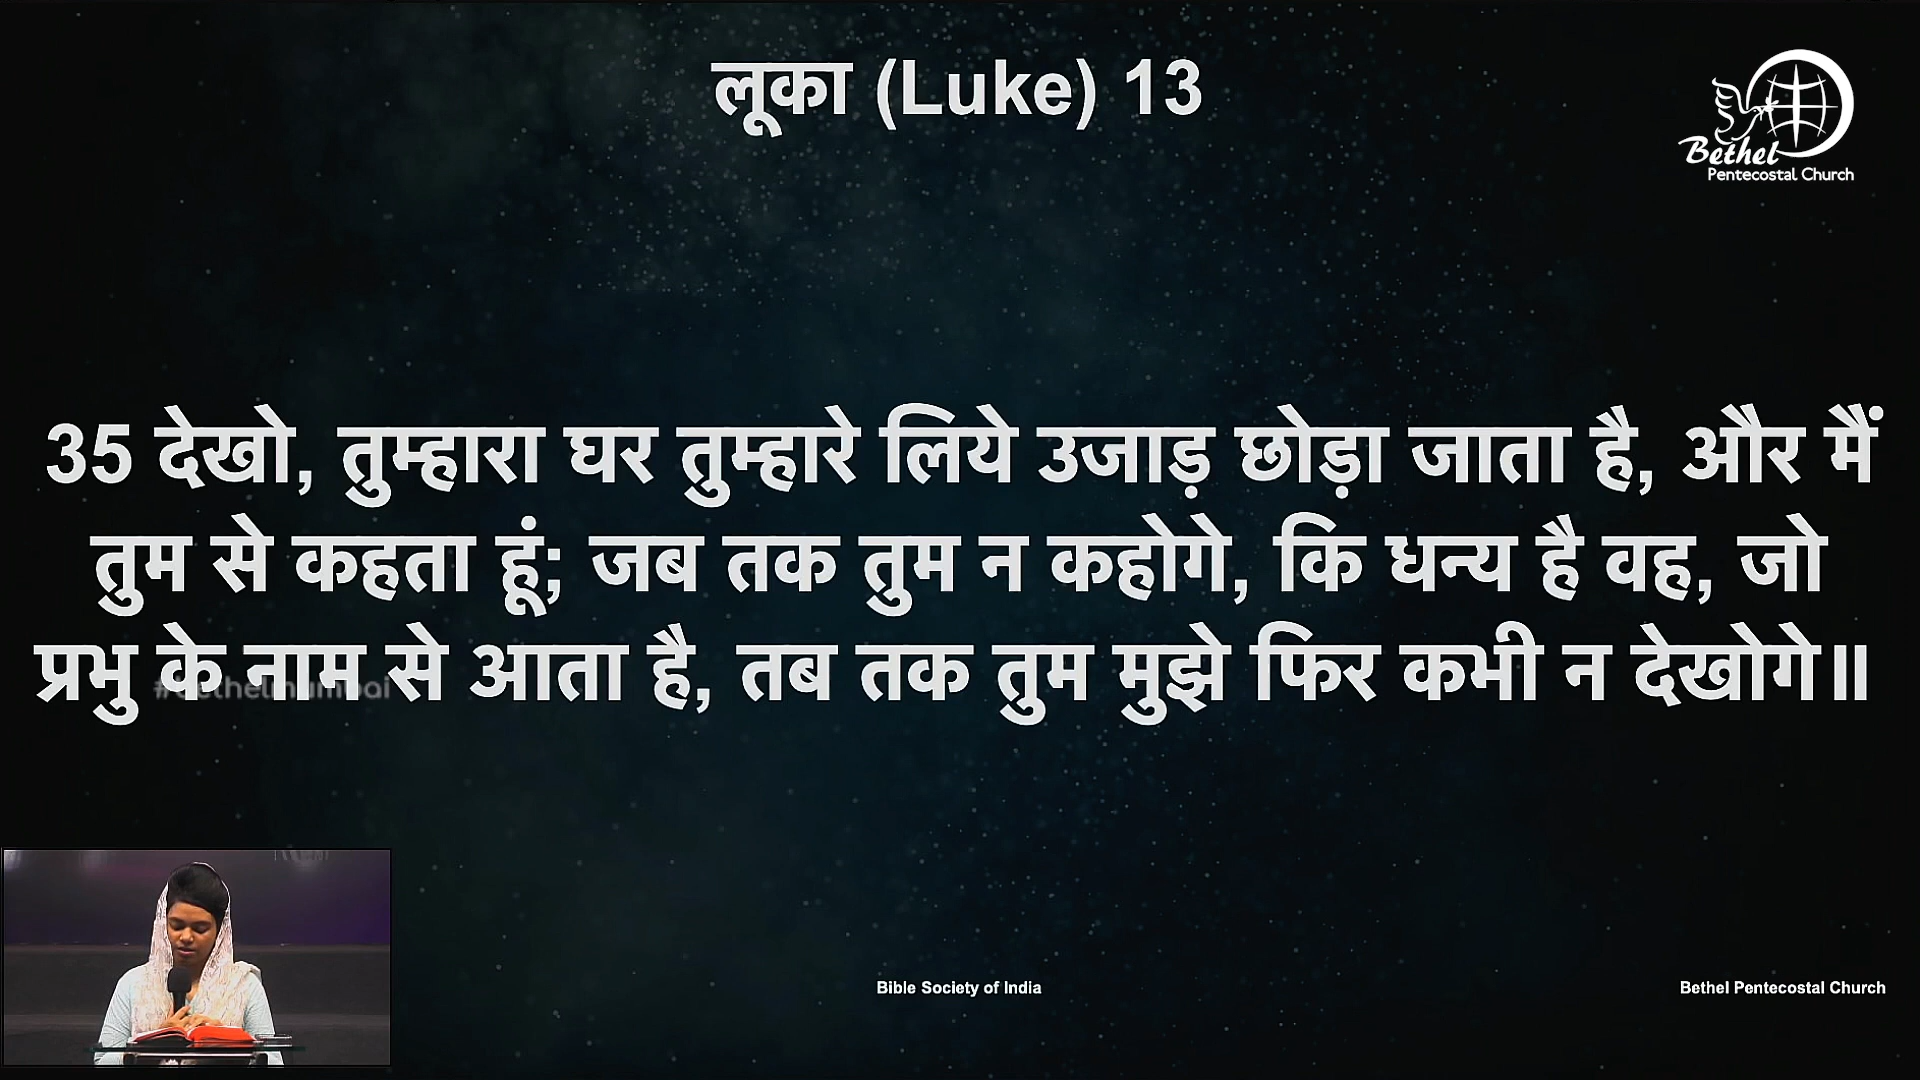 लूका (Luke) 13
Bethel
Pentecostal Church
35 देखो, तुम्हारा घर तुम्हारे लिये उजाड़ छोड़ा जाता है, और मैं
तुम से कहता हूं; जब तक तुम न कहोगे, कि धन्य है वह, जो
प्रभु के नाम से आता है, तब तक तुम मुझे फिर कभी न देखोगे॥
#bethelmumbai
Bible Society of India
Bethel Pentecostal Church